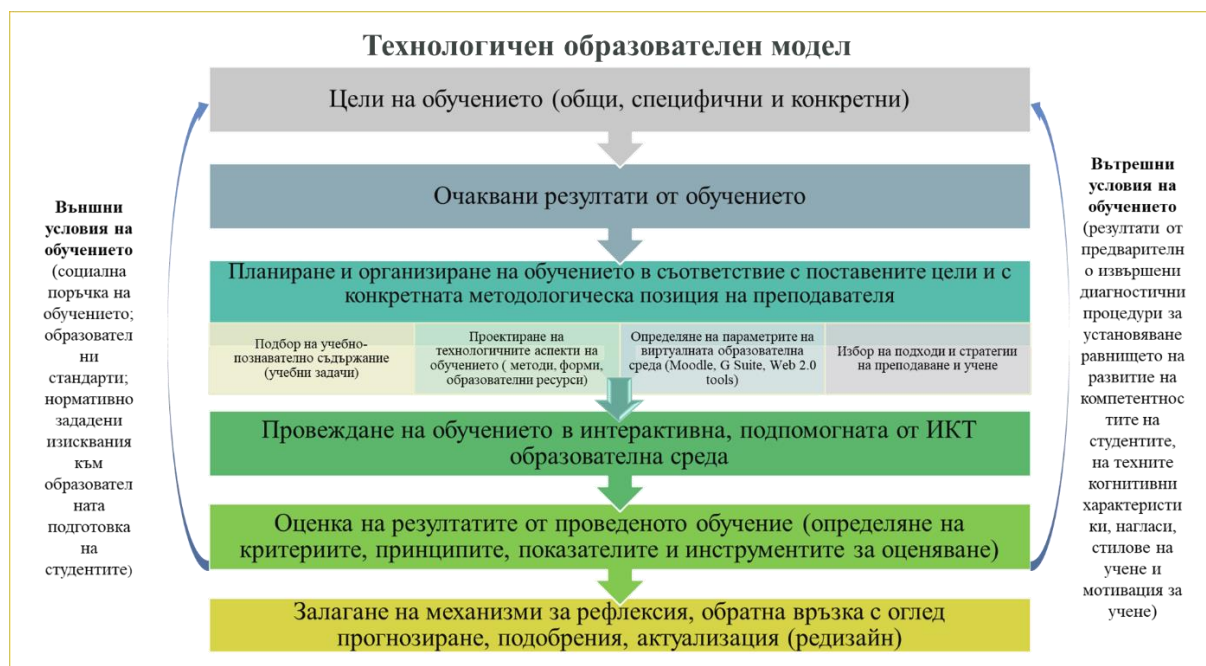 Технологичен образователен модел
Цели на обучението (общи, специфични и конкретни)
Очаквани резултати от обучението
Планиране и организиране на обучението в съответствие с поставените цели и с
конкретната методологическа позиция на преподавателя
Подбор на учебно-
познавателно съдържание
(учебни задачи)
Проектиране на
технологичните аспекти на
обучението ( методи, форми,
образователни ресурси)
Определяне на параметрите на
виртуалната образователна
среда (Moodle, G Suite, Web 2.0
tools)
Избор на подходи и стратегии
на преподаване и учене
Провеждане на обучението в интерактивна, подпомогната от ИКТ
образователна среда
Оценка на резултатите от проведеното обучение (определяне на
критериите, принципите, показателите и инструментите за оценяване)
Залагане на механизми за рефлексия, обратна връзка с оглед
прогнозиране, подобрения, актуализация (редизайн)
Външни
условия на
обучението
(социална
поръчка на
обучението;
образовател
ни
стандарти;
нормативно
зададени
изисквания
към
образовател
ната
подготовка
на
студентите)
Вътрешни
условия на
обучението
(резултати от
предварителн
о извършени
диагностични
процедури за
установяване
равнището на
развитие на
компетентнос
тите на
студентите,
на техните
когнитивни
характеристи
ки, нагласи,
стилове на
учене и
мотивация за
учене)